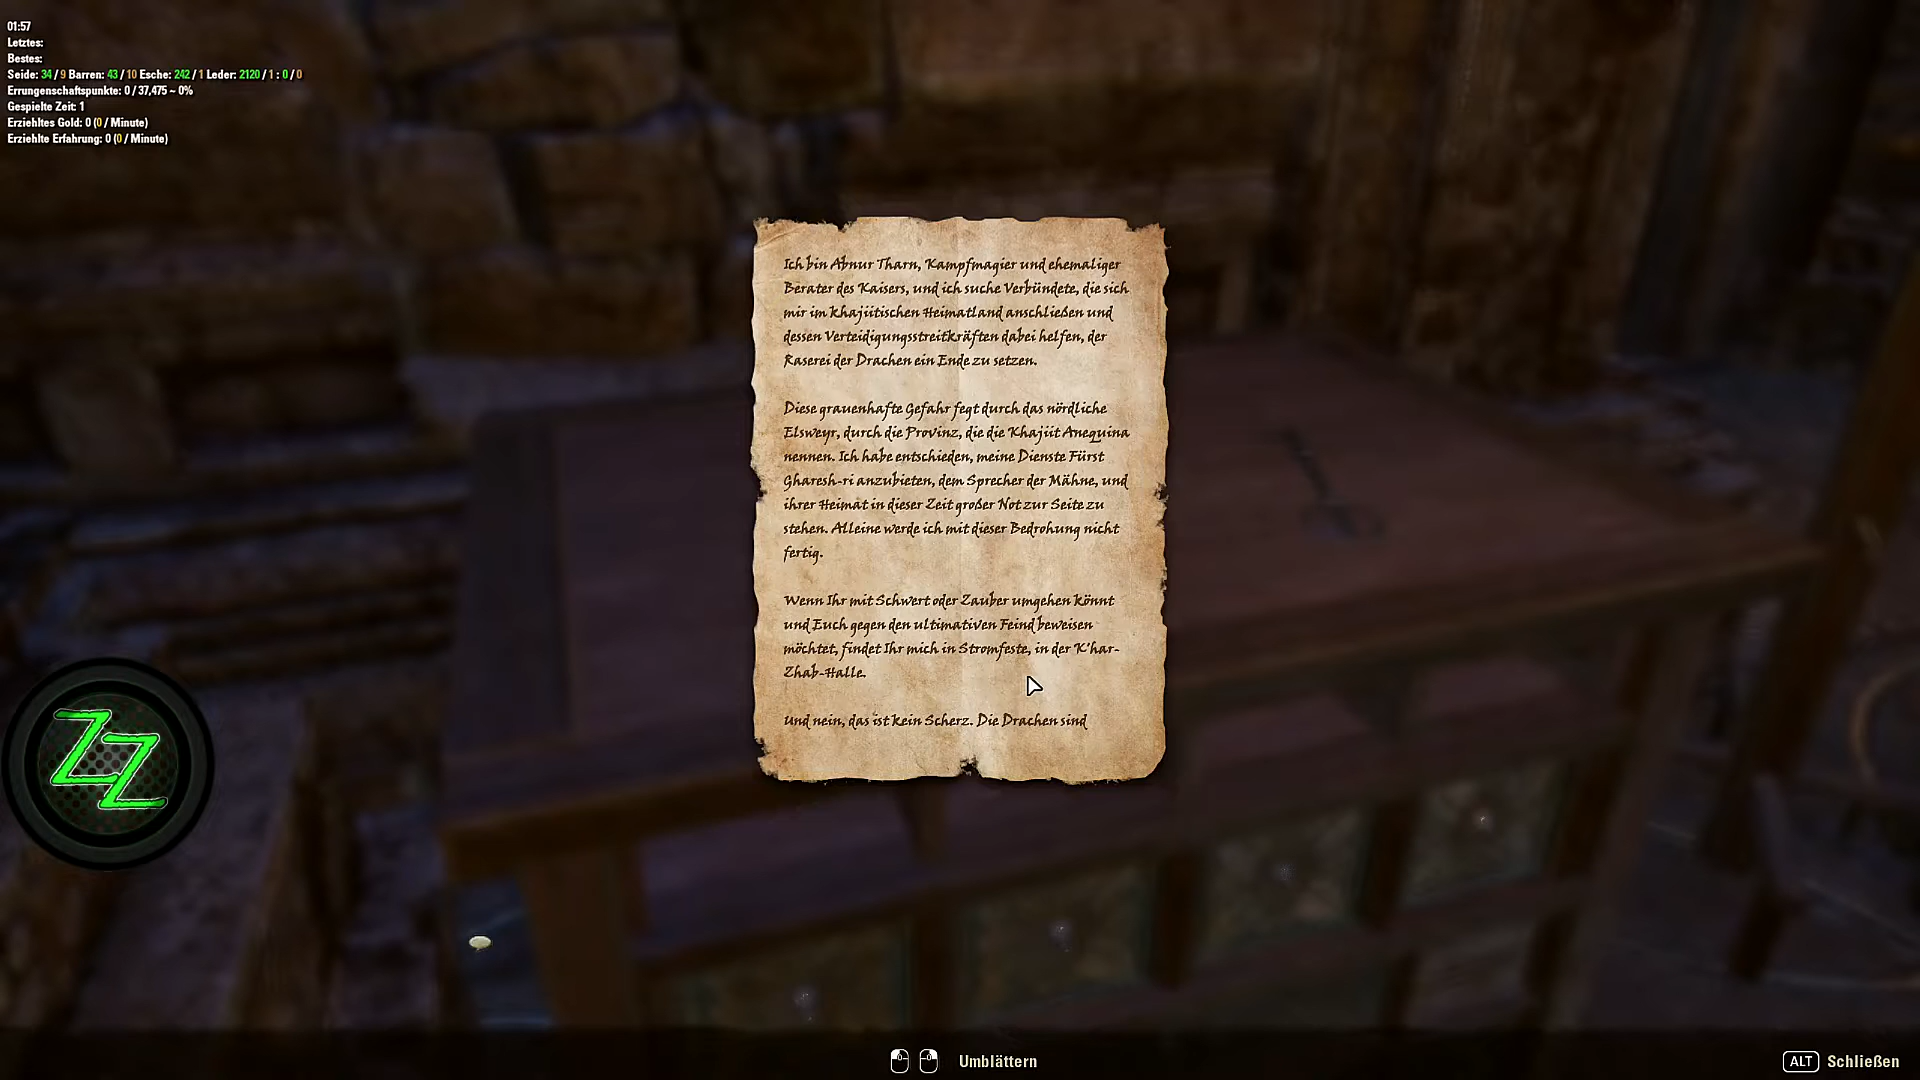 01:57
Letztes:
Bestes:
Seide: 34 / 9 Barren: 43 / 10 Esche: 242 / 1 Leder: 2120 / 1 : 0 / 0
Errungenschaftspunkte: 0 / 37,475 ~ 0%
Gespielte Zeit: 1
Erziehltes Gold: 0 (0 / Minute)
Erziehlte Erfahrung: 0 (0 / Minute)
Ich bin Abnur Tharn, Kampfmagier und ehemaliger
Berater des Kaisers, und ich suche Verbündete, die sich
mir im khajiitischen Heimatland anschließen und
dessen Verteidigungsstreitkräften dabei helfen, der
Raserei der Drachen ein Ende zu setzen.
Diese grauenhafte Gefahr fegt durch das nördliche
Elsweyr, durch die Provinz, die die Khajiit Anequina
nennen. Ich habe entschieden, meine Dienste Fürst
Gharesh-ri anzubieten, dem Sprecher der Mähne, und
ihrer Heimat in dieser Zeit großer Not zur Seite zu
stehen. Alleine werde ich mit dieser Bedrohung nicht
fertig.
Wenn Ihr mit Schwert oder Zauber umgehen könnt
und Euch gegen den ultimativen Feind beweisen
möchtet, findet Ihr mich in Stromfeste, in der K'har-
Zhab-Halle.
Und nein, das ist kein Scherz. Die Drachen sind
ZZ
Umblättern
ALT Schließen